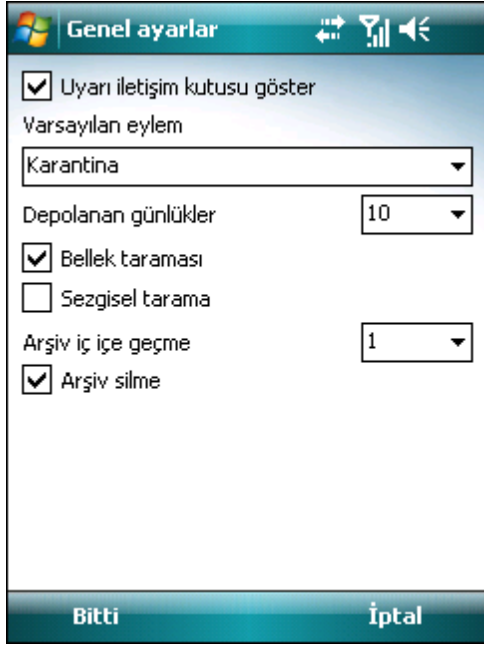 Genel ayarlar
Uyarı iletişim kutusu göster
Varsayılan eylem
Karantina
Depolanan günlükler 10
Bellek taraması
Sezgisel tarama
Arşiv iç içe geçme 1
Arşiv silme
Bitti İptal